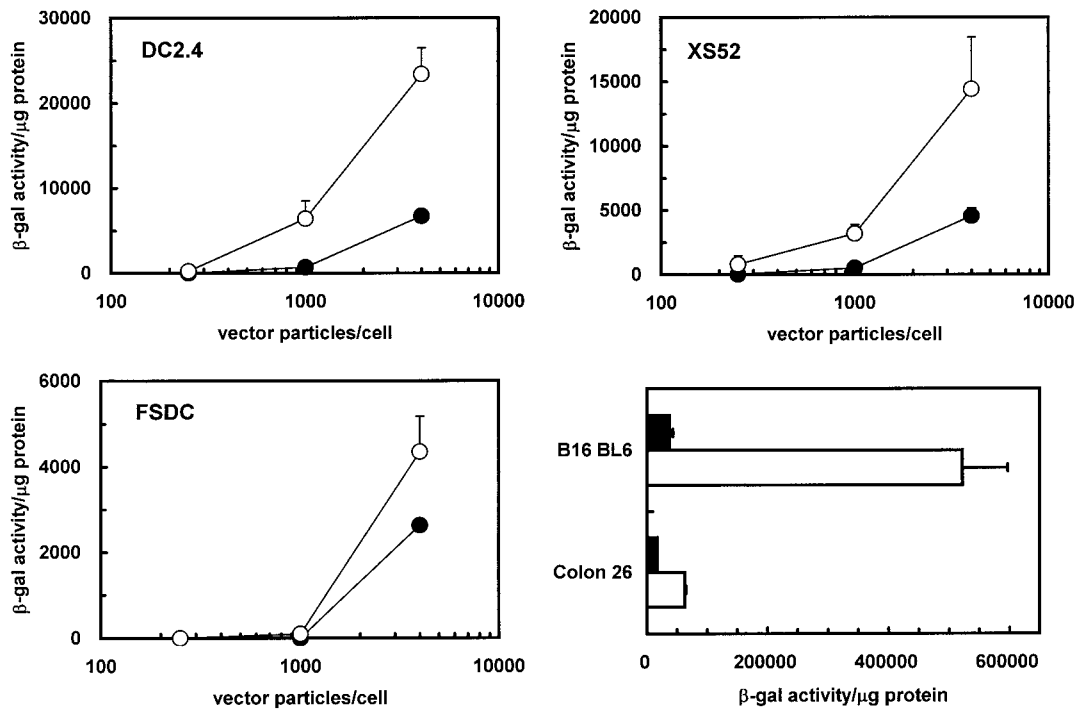 DC2.4
β-gal activity/μg protein
30000
20000
10000
0
100
1000
10000
vector particles/cell
XS52
β-gal activity/μg protein
20000
15000
10000
5000
0
100
1000
10000
vector particles/cell
FSDC
β-gal activity/μg protein
6000
4000
2000
0
100
1000
10000
vector particles/cell
B16 BL6
Colon 26
0
200000
400000
600000
β-gal activity/μg protein